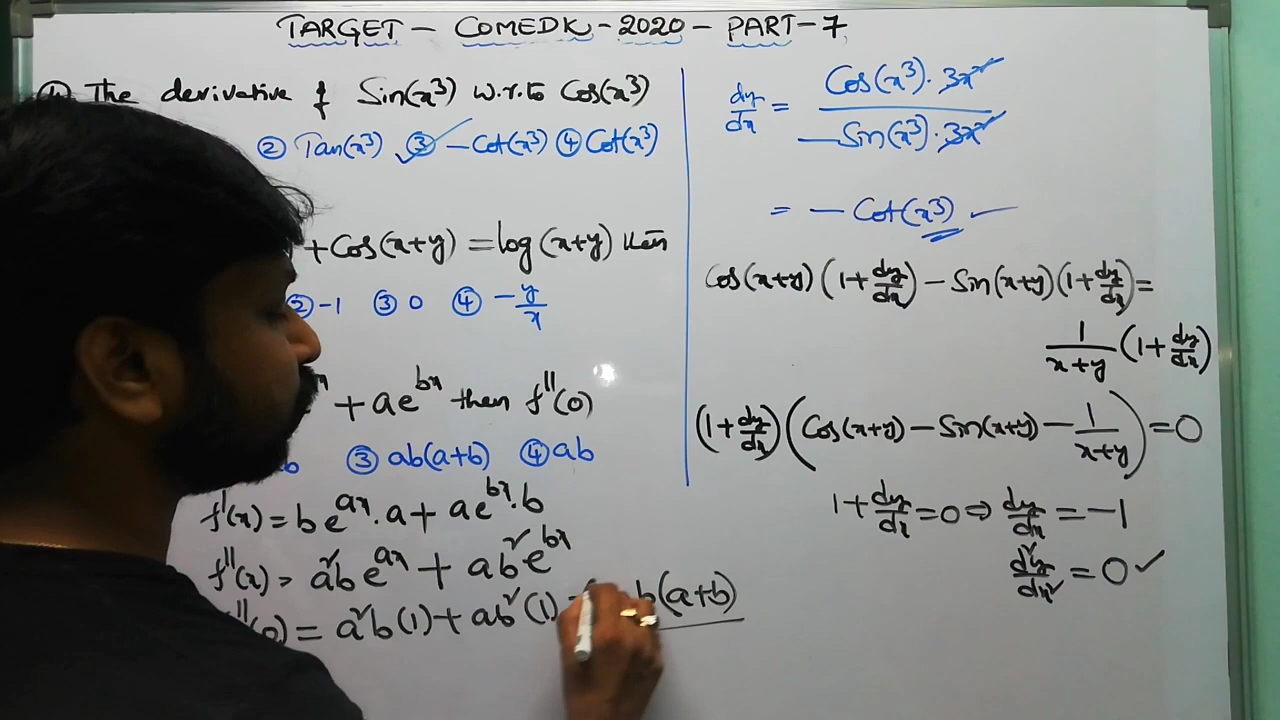 TARGET - COMEDK - 2020 - PART - 7
① The derivative of Sin(x³) w.r.to Cos(x³)
② Tan(x³) ③ -Cot(x³) ④ Cot(x³)
+ Cos(x+y) = log(x+y) then
② -1 ③ 0 ④ -y/x
+ ae^bx then f''(0)
③ ab(a+b) ④ ab
f'(x) = be^ax·a + ae^bx·b
f''(x) = a²be^ax + ab²e^bx
''(0) = a²b(1) + ab²(1) = b(a+b)
dy/dx = Cos(x³)·3x² / -Sin(x³)·3x²
= -Cot(x³)
Cos(x+y)(1+dy/dx) - Sin(x+y)(1+dy/dx) =
1/(x+y) (1+dy/dx)
(1+dy/dx)(Cos(x+y) - Sin(x+y) - 1/(x+y)) = 0
1+dy/dx = 0 ⇒ dy/dx = -1
d²y/dx² = 0